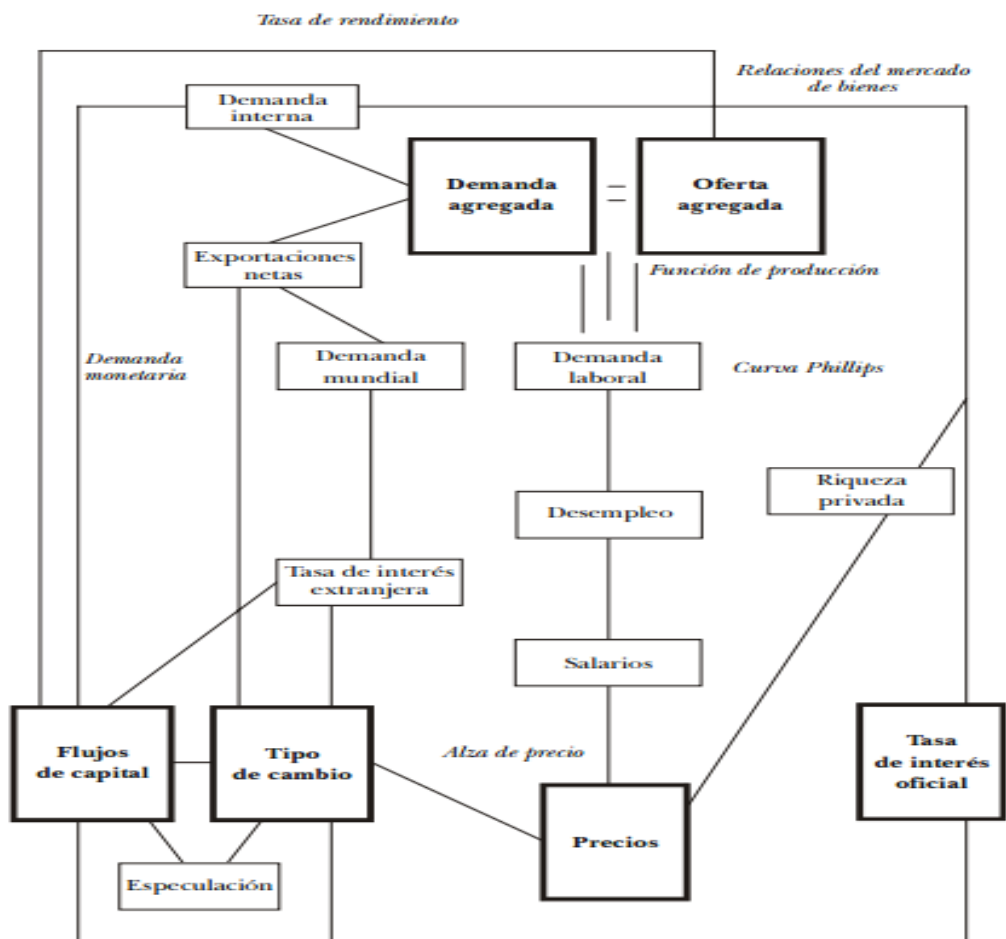 Tasa de rendimiento
Relaciones del mercado
de bienes
Demanda
interna
Demanda
agregada
=
Oferta
agregada
Exportaciones
netas
Función de producción
Demanda
monetaria
Demanda
mundial
Demanda
laboral
Curva Phillips
Riqueza
privada
Desempleo
Tasa de interés
extranjera
Salarios
Flujos
de capital
Tipo
de cambio
Alza de precio
Tasa
de interés
oficial
Precios
Especulación